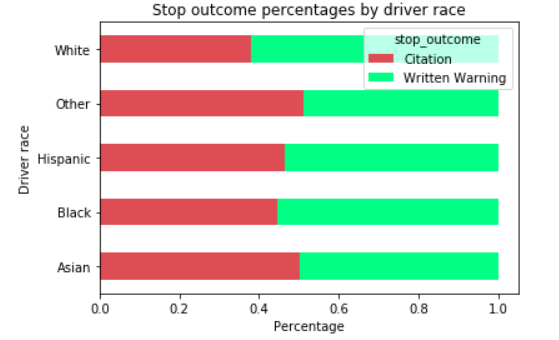 Stop outcome percentages by driver race
stop_outcome
Citation
Written Warning
Driver race
White
Other
Hispanic
Black
Asian
0.0 0.2 0.4 0.6 0.8 1.0
Percentage